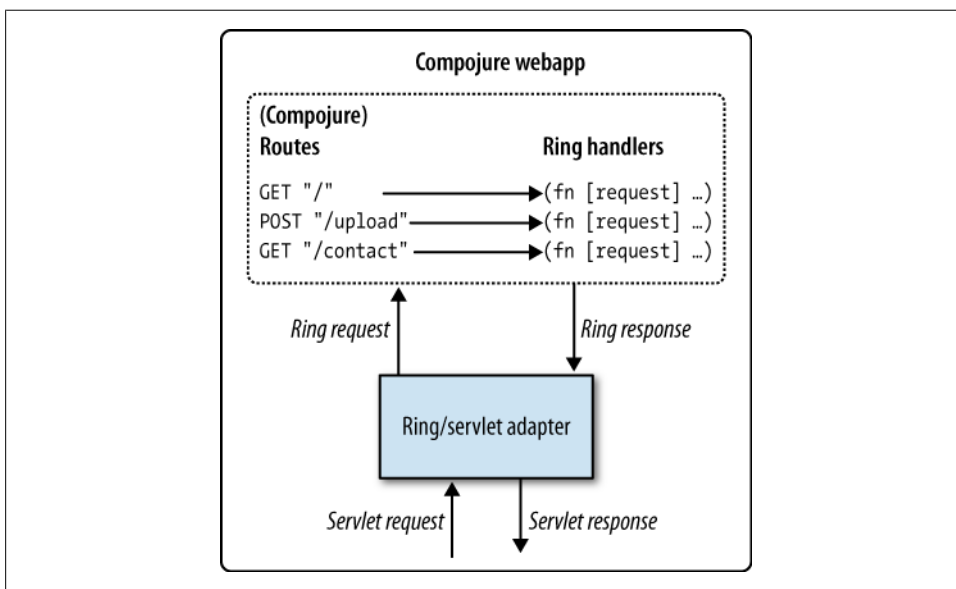 Compojure webapp
(Compojure)
Routes Ring handlers
GET "/" (fn [request] …)
POST "/upload" (fn [request] …)
GET "/contact" (fn [request] …)
Ring request Ring response
Ring/servlet adapter
Servlet request Servlet response